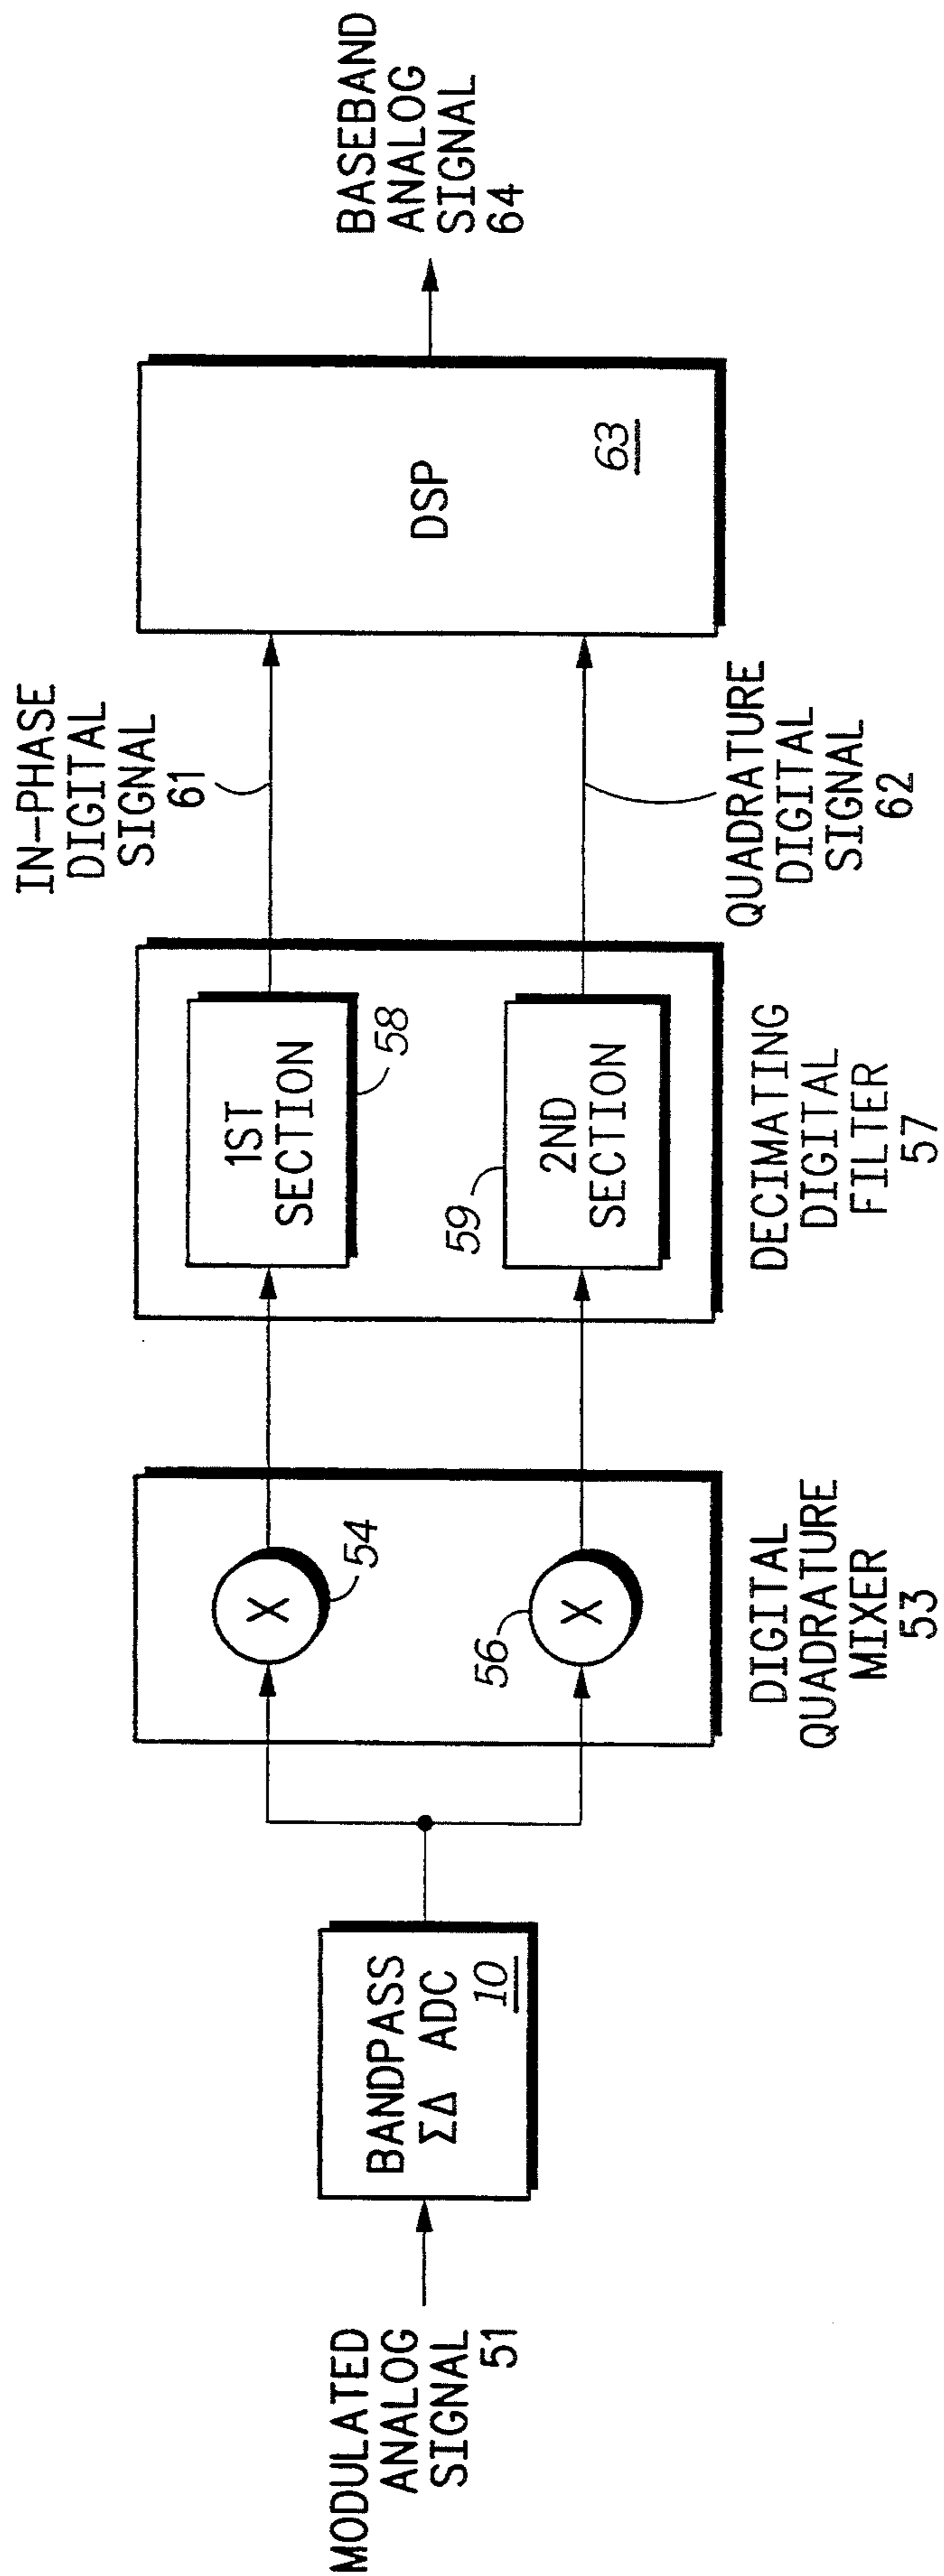 MODULATED
ANALOG
SIGNAL
51
BANDPASS
ΣΔ ADC
10
X
54
56
X
DIGITAL
QUADRATURE
MIXER
53
1ST
SECTION
58
59
2ND
SECTION
DECIMATING
DIGITAL
FILTER
57
IN-PHASE
DIGITAL
SIGNAL
61
QUADRATURE
DIGITAL
SIGNAL
62
DSP
63
BASEBAND
ANALOG
SIGNAL
64